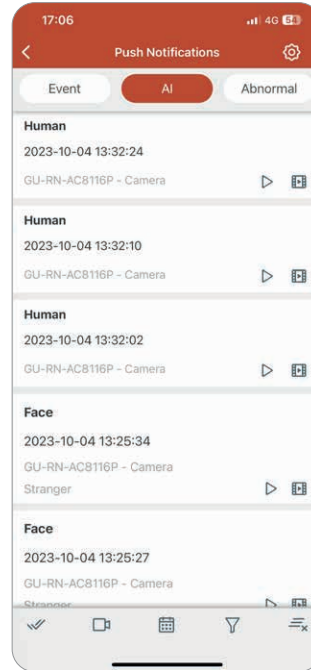 17:06
4G 54
Push Notifications
Event AI Abnormal
Human
2023-10-04 13:32:24
GU-RN-AC8116P - Camera
Human
2023-10-04 13:32:10
GU-RN-AC8116P - Camera
Human
2023-10-04 13:32:02
GU-RN-AC8116P - Camera
Face
2023-10-04 13:25:34
GU-RN-AC8116P - Camera
Stranger
Face
2023-10-04 13:25:27
GU-RN-AC8116P - Camera
Stranger